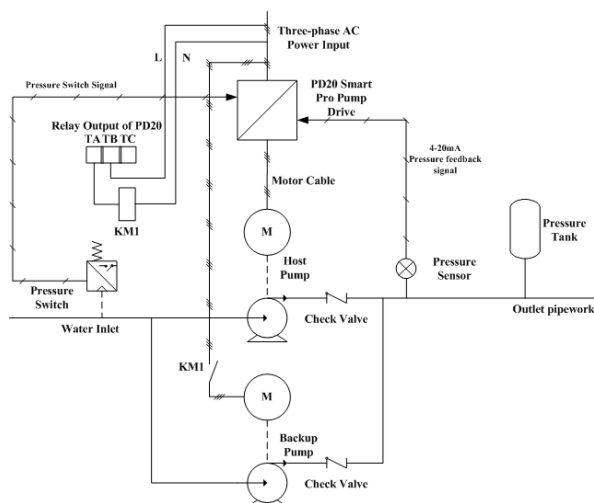 Three-phase AC
Power Input
L
N
Pressure Switch Signal
PD20 Smart
Pro Pump
Drive
Relay Output of PD20
TA TB TC
4-20mA
Pressure feedback
signal
Motor Cable
KM1
M
Pressure
Tank
Host
Pump
Pressure
Sensor
Pressure
Switch
Water Inlet
Check Valve
Outlet pipework
KM1
M
Backup
Pump
Check Valve